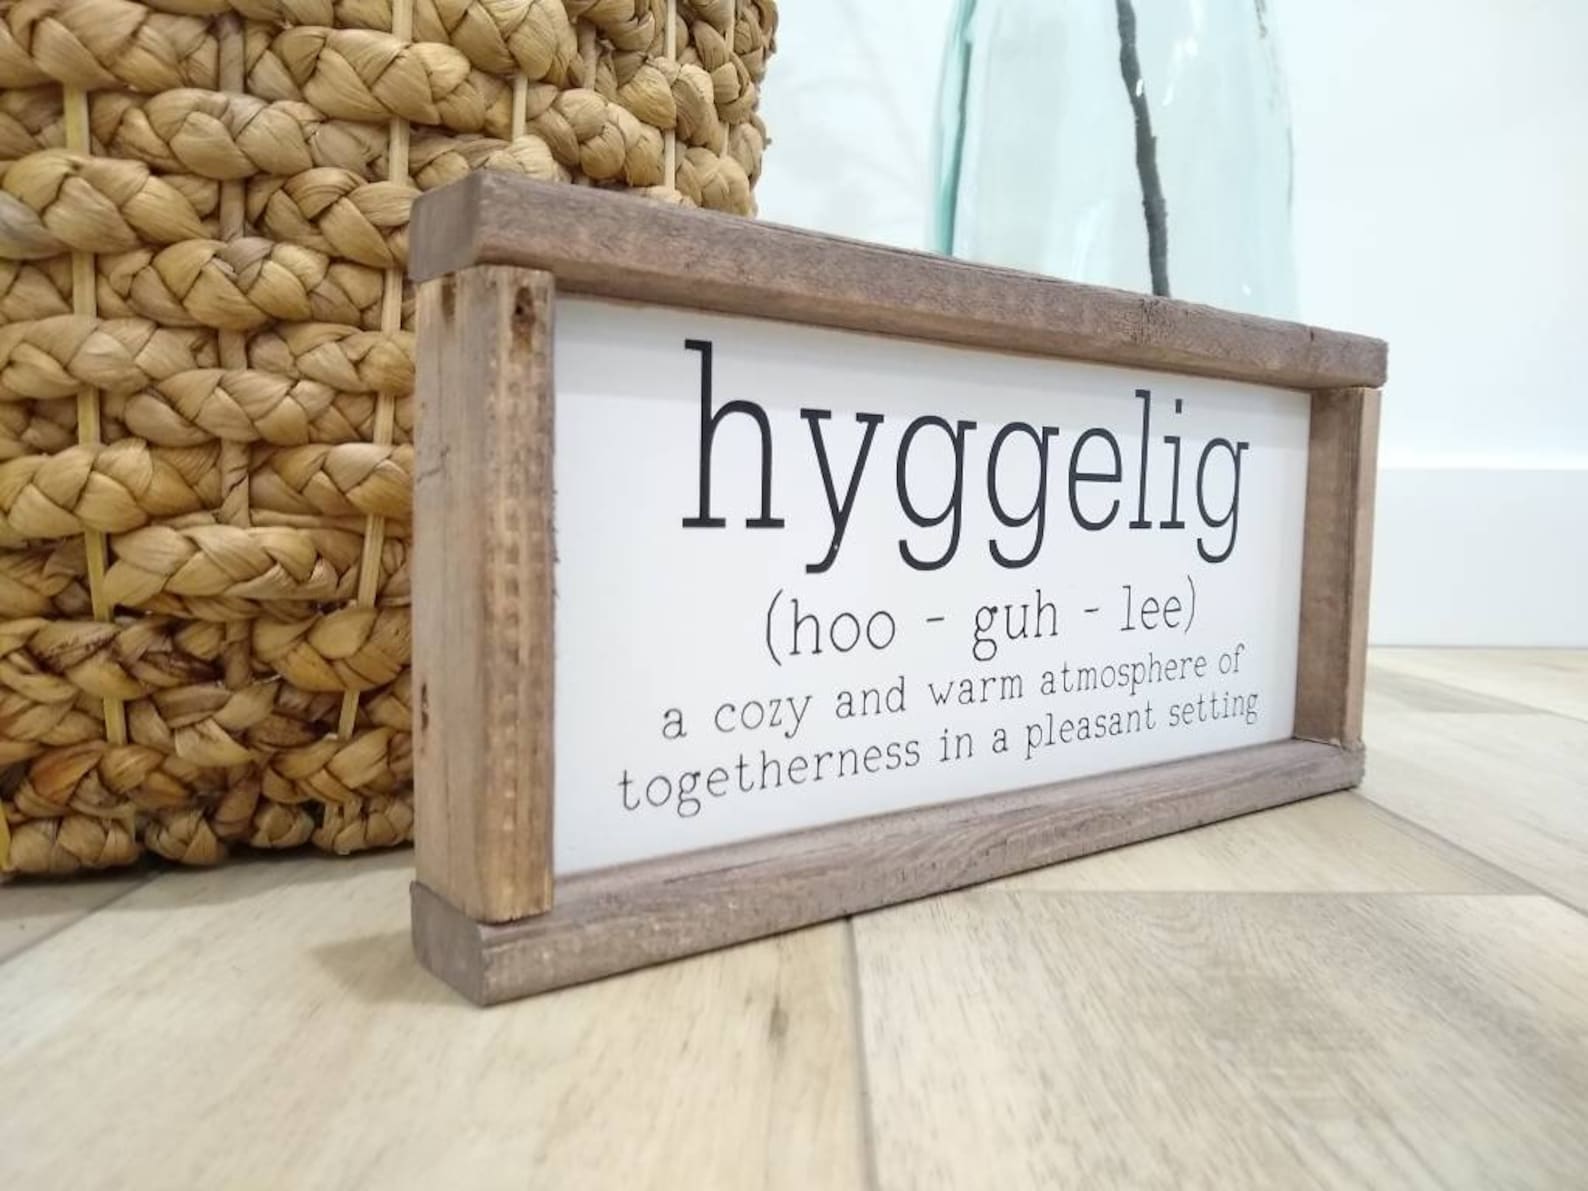 hyggelig
(hoo - guh - lee)
a cozy and warm atmosphere of
togetherness in a pleasant setting